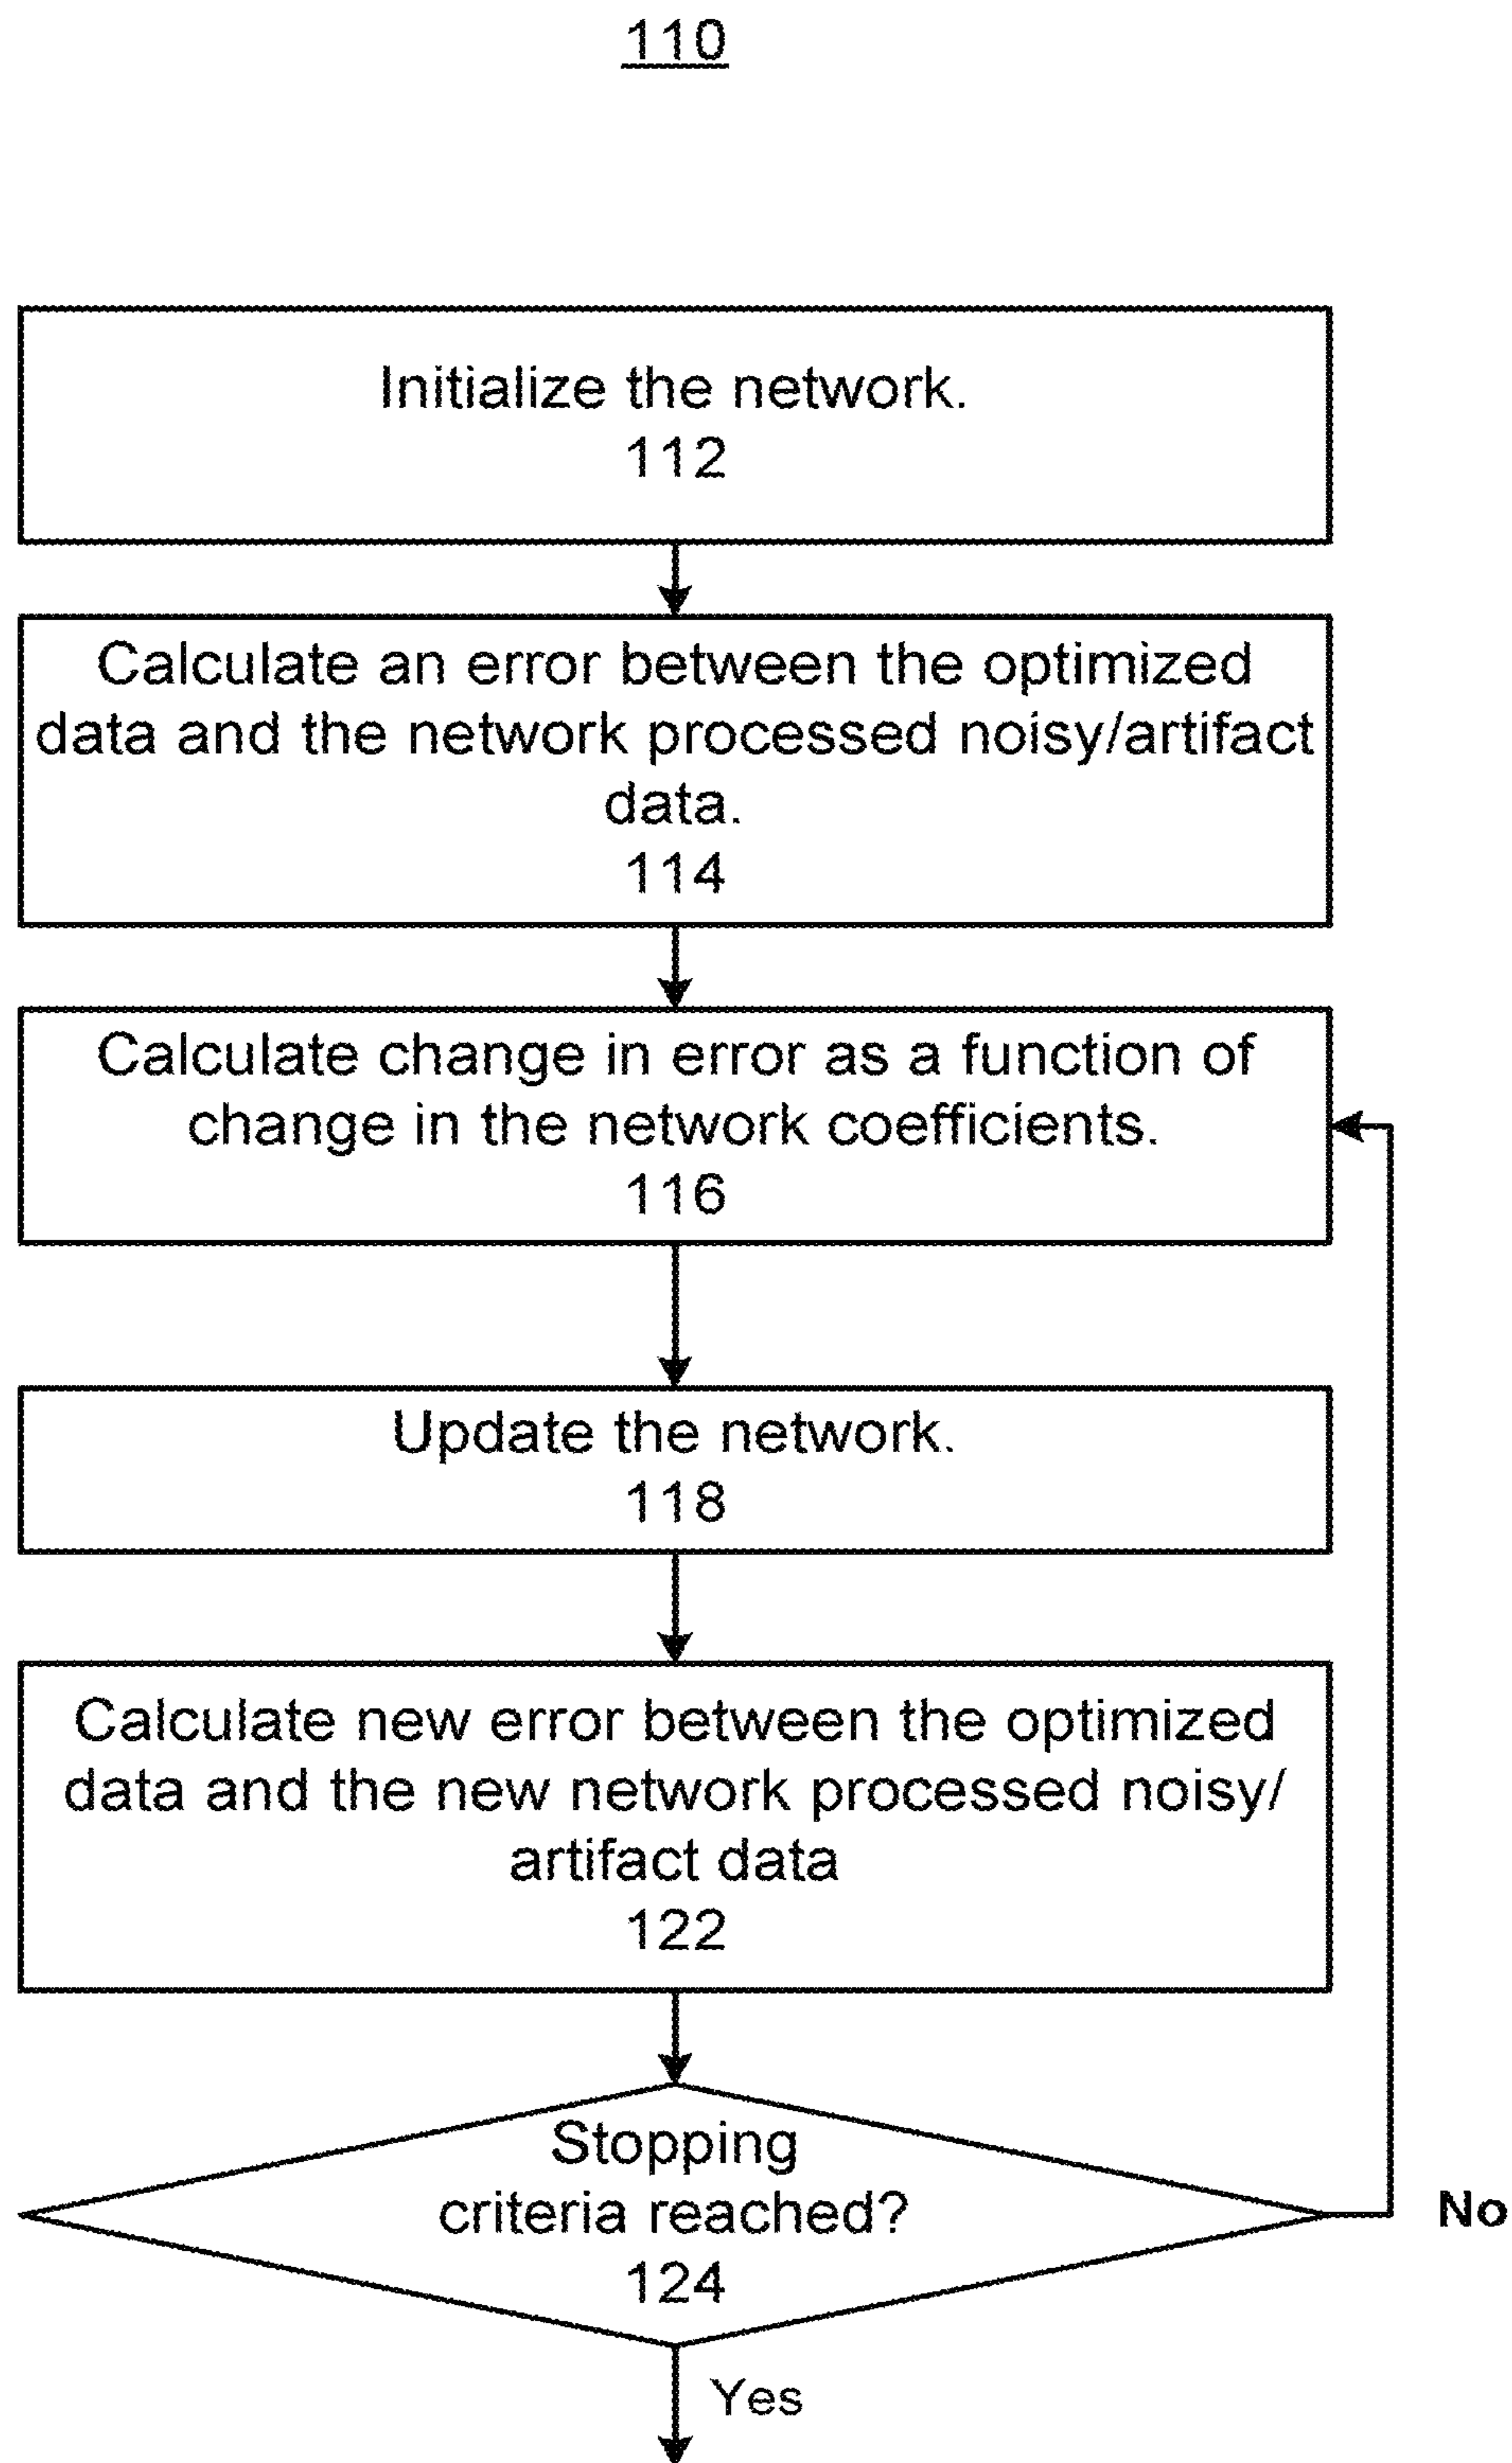 110
Initialize the network.
112
Calculate an error between the optimized
data and the network processed noisy/artifact
data.
114
Calculate change in error as a function of
change in the network coefficients.
116
Update the network.
118
Calculate new error between the optimized
data and the new network processed noisy/
artifact data
122
Stopping
criteria reached?
124
No
Yes